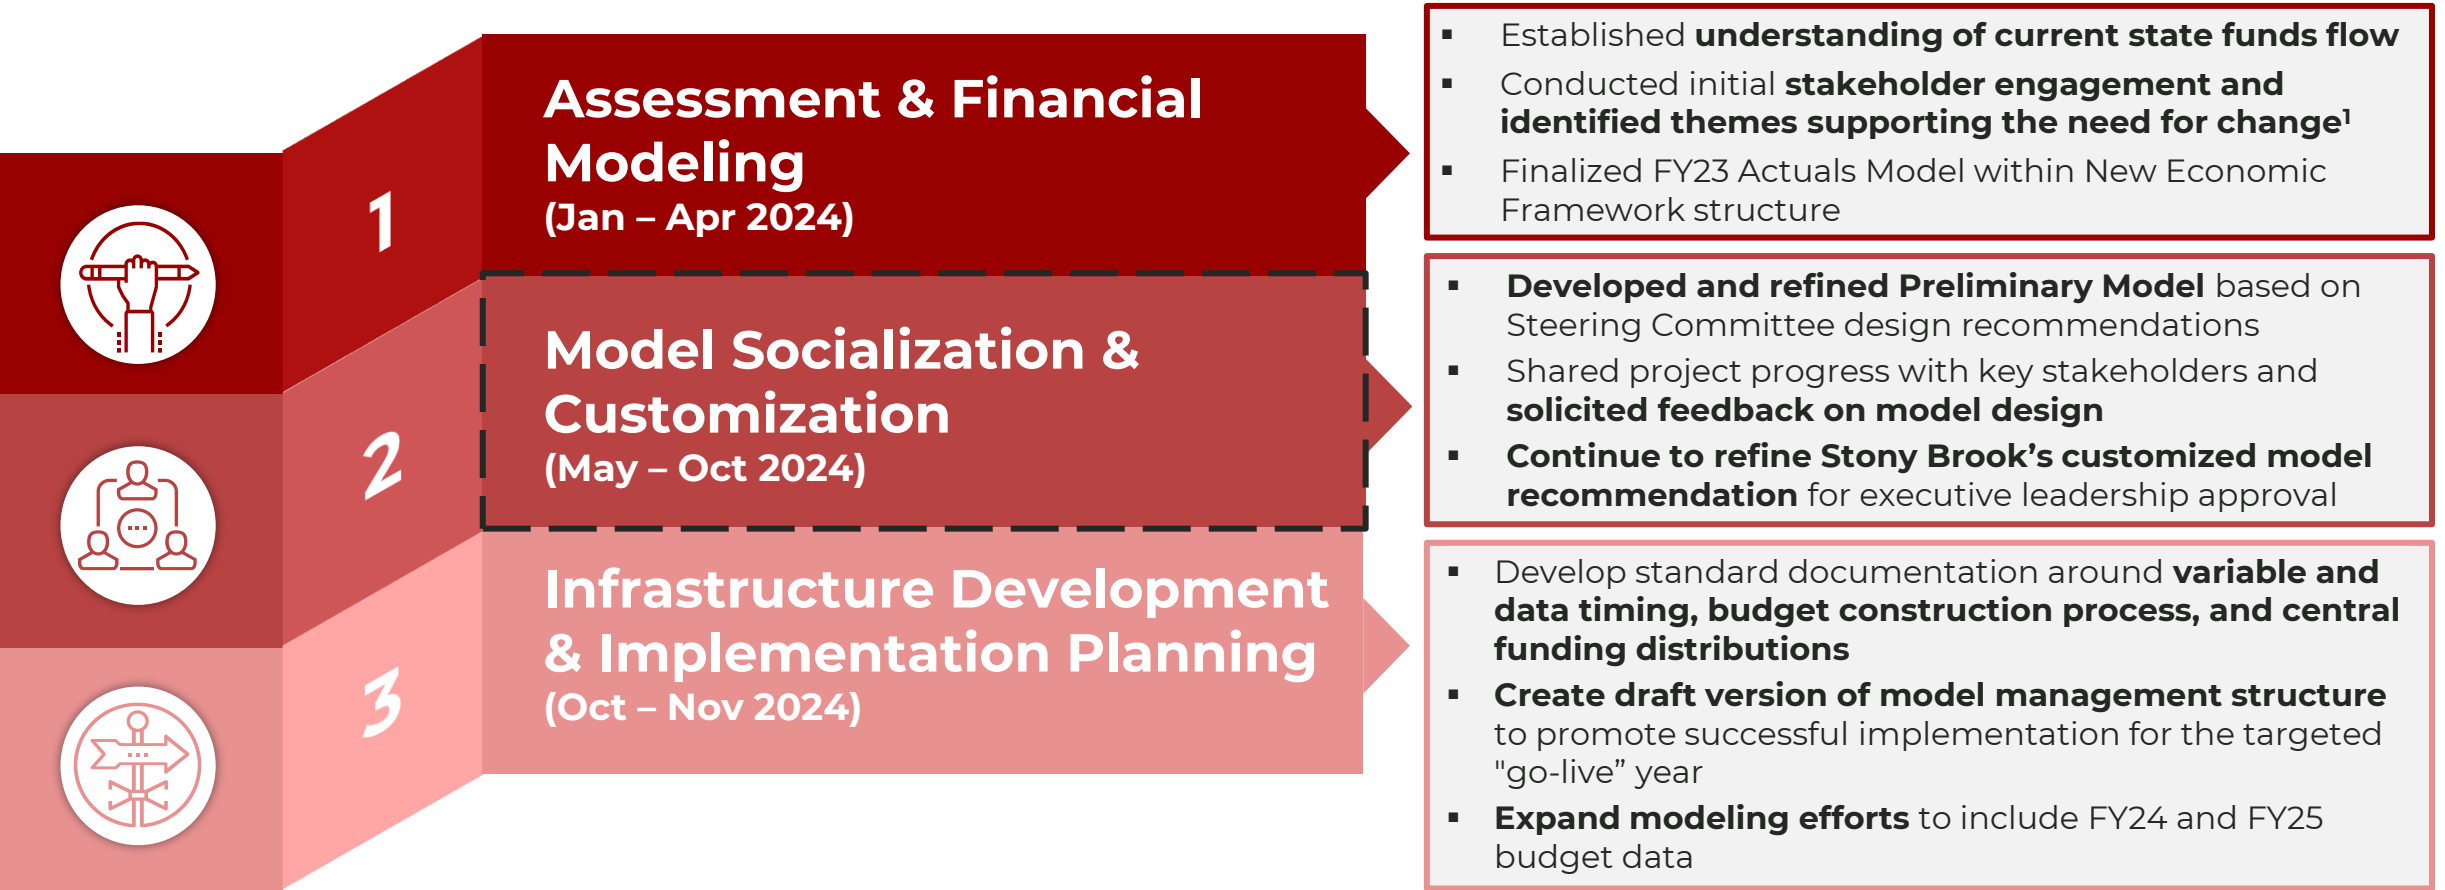 1
Assessment & Financial
Modeling
(Jan – Apr 2024)
▪ Established understanding of current state funds flow
▪ Conducted initial stakeholder engagement and
identified themes supporting the need for change¹
▪ Finalized FY23 Actuals Model within New Economic
Framework structure
2
Model Socialization &
Customization
(May – Oct 2024)
▪ Developed and refined Preliminary Model based on
Steering Committee design recommendations
▪ Shared project progress with key stakeholders and
solicited feedback on model design
▪ Continue to refine Stony Brook’s customized model
recommendation for executive leadership approval
3
Infrastructure Development
& Implementation Planning
(Oct – Nov 2024)
▪ Develop standard documentation around variable and
data timing, budget construction process, and central
funding distributions
▪ Create draft version of model management structure
to promote successful implementation for the targeted
"go-live” year
▪ Expand modeling efforts to include FY24 and FY25
budget data